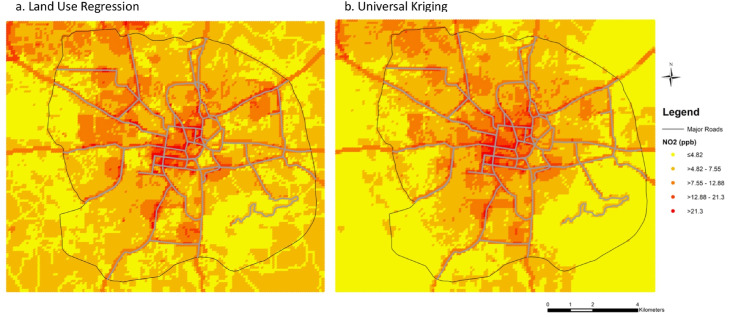 a. Land Use Regression
b. Universal Kriging
N
Legend
Major Roads
NO2 (ppb)
≤4.82
>4.82 - 7.55
>7.55 - 12.88
>12.88 - 21.3
>21.3
0 1 2 4
Kilometers